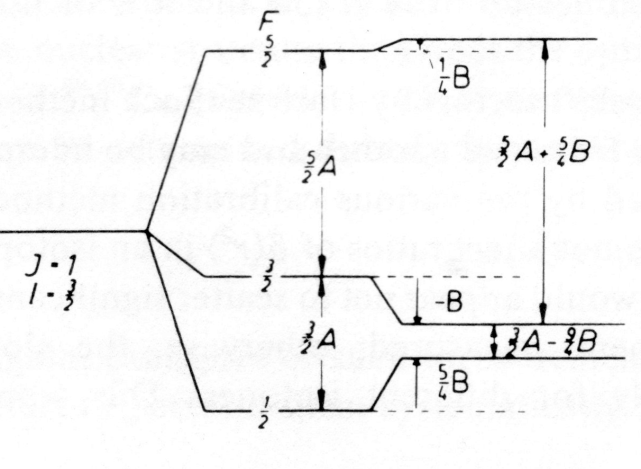 F
5/2
1/4 B
5/2 A
5/2 A + 5/4 B
J = 1
I = 3/2
3/2
B
3/2 A
3/2 A - 9/4 B
5/4 B
1/2